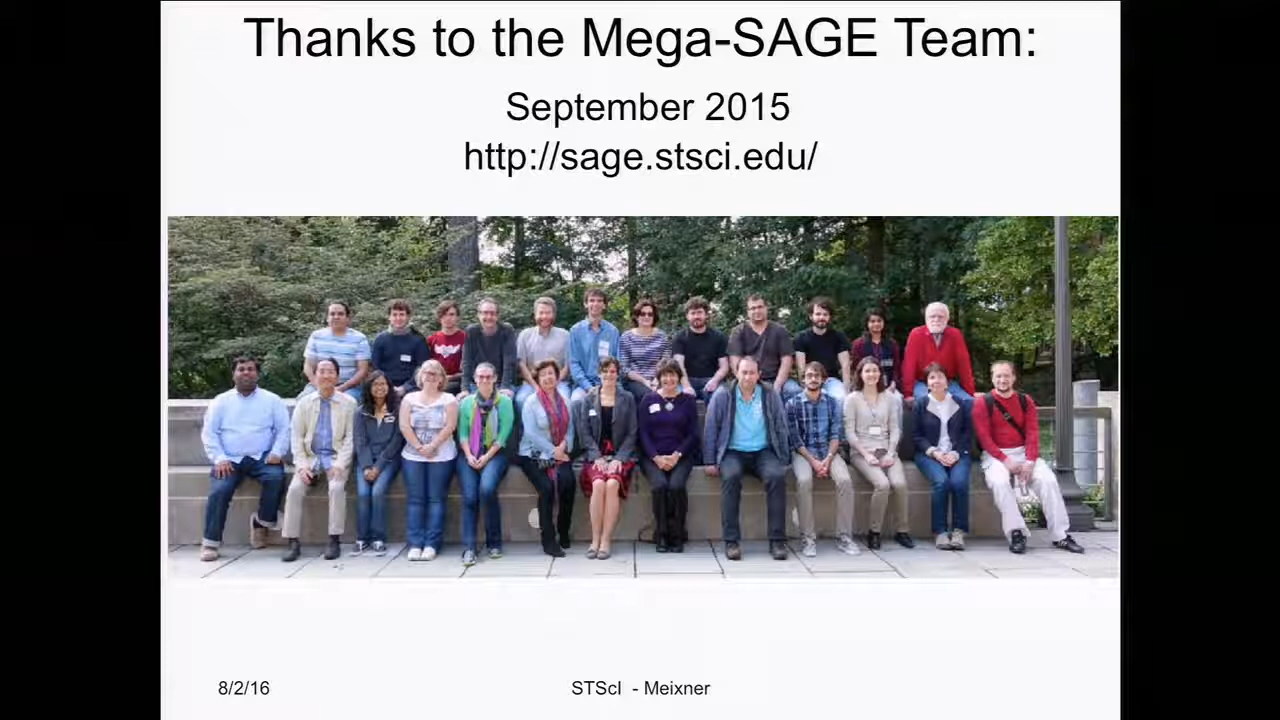 Thanks to the Mega-SAGE Team:
September 2015
http://sage.stsci.edu/
8/2/16
STScI - Meixner